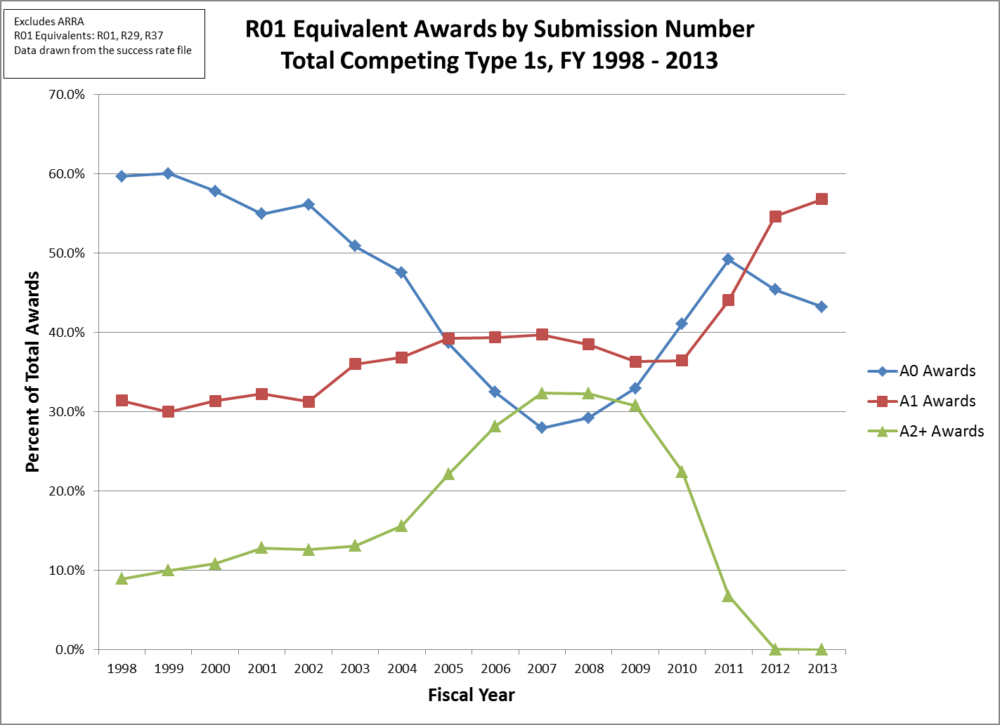 Excludes ARRA
R01 Equivalents: R01, R29, R37
Data drawn from the success rate file
R01 Equivalent Awards by Submission Number
Total Competing Type 1s, FY 1998 - 2013
70.0%
60.0%
50.0%
40.0%
30.0%
20.0%
10.0%
0.0%
Percent of Total Awards
1998 1999 2000 2001 2002 2003 2004 2005 2006 2007 2008 2009 2010 2011 2012 2013
Fiscal Year
A0 Awards
A1 Awards
A2+ Awards